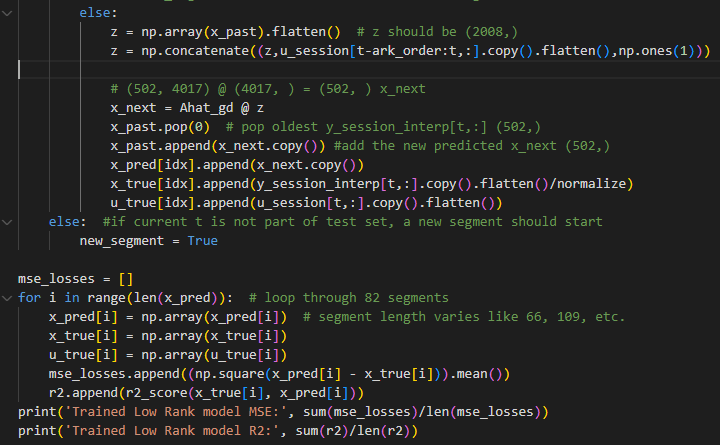 else:
z = np.array(x_past).flatten()  # z should be (2008,)
z = np.concatenate((z,u_session[t-ark_order:t,:].copy().flatten(),np.ones(1)))
# (502, 4017) @ (4017, ) = (502, ) x_next
x_next = Ahat_gd @ z
x_past.pop(0)  # pop oldest y_session_interp[t,:] (502,)
x_past.append(x_next.copy()) #add the new predicted x_next (502,)
x_pred[idx].append(x_next.copy())
x_true[idx].append(y_session_interp[t,:].copy().flatten()/normalize)
u_true[idx].append(u_session[t,:].copy().flatten())
else:  #if current t is not part of test set, a new segment should start
new_segment = True
mse_losses = []
for i in range(len(x_pred)):  # loop through 82 segments
x_pred[i] = np.array(x_pred[i])  # segment length varies like 66, 109, etc.
x_true[i] = np.array(x_true[i])
u_true[i] = np.array(u_true[i])
mse_losses.append((np.square(x_pred[i] - x_true[i])).mean())
r2.append(r2_score(x_true[i], x_pred[i]))
print('Trained Low Rank model MSE:', sum(mse_losses)/len(mse_losses))
print('Trained Low Rank model R2:', sum(r2)/len(r2))